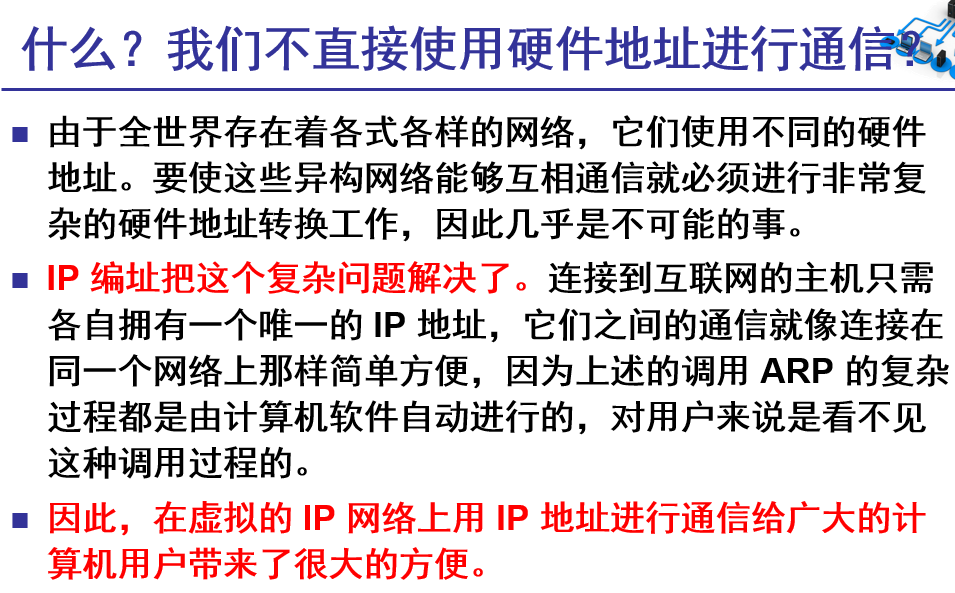 什么？我们不直接使用硬件地址进行通信？
由于全世界存在着各式各样的网络，它们使用不同的硬件
地址。要使这些异构网络能够互相通信就必须进行非常复
杂的硬件地址转换工作，因此几乎是不可能的事。
IP 编址把这个复杂问题解决了。连接到互联网的主机只需
各自拥有一个唯一的 IP 地址，它们之间的通信就像连接在
同一个网络上那样简单方便，因为上述的调用 ARP 的复杂
过程都是由计算机软件自动进行的，对用户来说是看不见
这种调用过程的。
因此，在虚拟的 IP 网络上用 IP 地址进行通信给广大的计
算机用户带来了很大的方便。